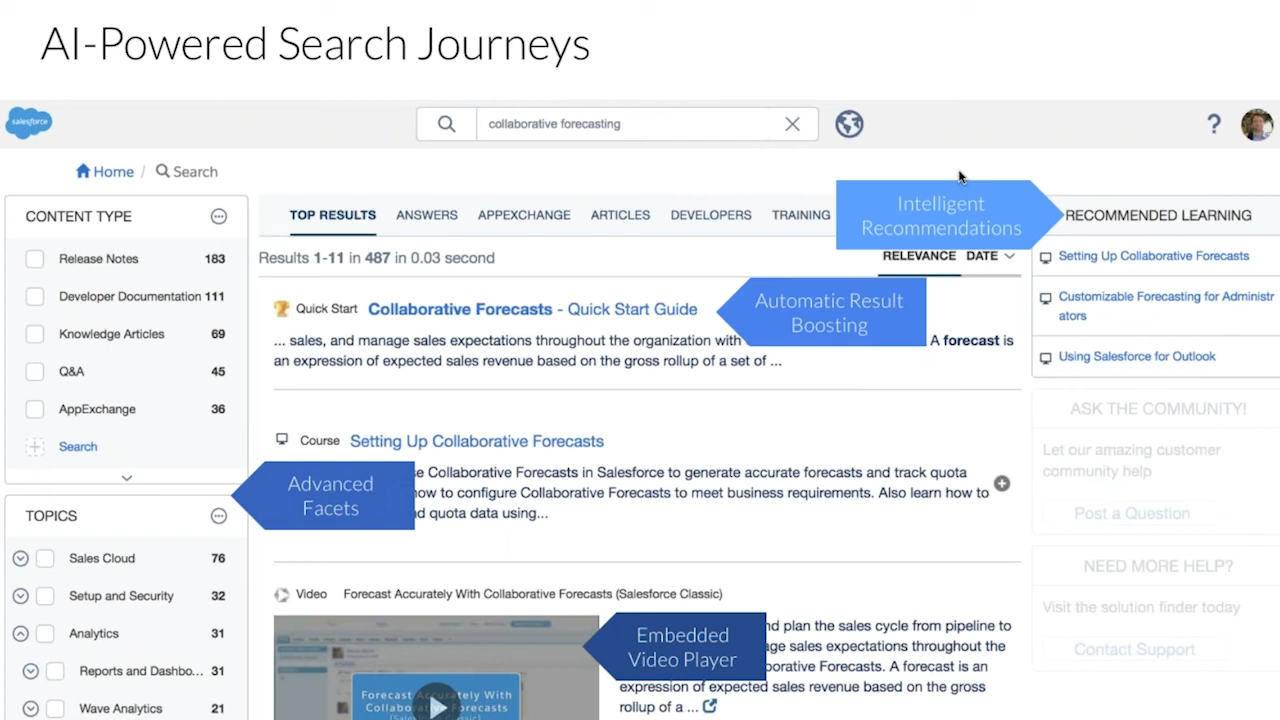 AI-Powered Search Journeys
salesforce
collaborative forecasting
?
Home / Search
CONTENT TYPE
Release Notes 183
Developer Documentation 111
Knowledge Articles 69
Q&A 45
AppExchange 36
Search
TOPICS
Sales Cloud 76
Setup and Security 32
Analytics 31
Reports and Dashbo... 31
Wave Analytics 21
Advanced
Facets
TOP RESULTS ANSWERS APPEXCHANGE ARTICLES DEVELOPERS TRAINING
Results 1-11 in 487 in 0.03 second
RELEVANCE DATE
Intelligent
Recommendations
Quick Start Collaborative Forecasts - Quick Start Guide
Automatic Result
Boosting
... sales, and manage sales expectations throughout the organization with A forecast is
an expression of expected sales revenue based on the gross rollup of a set of ...
Course Setting Up Collaborative Forecasts
e Collaborative Forecasts in Salesforce to generate accurate forecasts and track quota
ow to configure Collaborative Forecasts to meet business requirements. Also learn how to
d quota data using...
Video Forecast Accurately With Collaborative Forecasts (Salesforce Classic)
Forecast Accurately With
Collaborative Forecasts
(Salesforce Classic)
Embedded
Video Player
d plan the sales cycle from pipeline to
ge sales expectations throughout the
borative Forecasts. A forecast is an
expression of expected sales revenue based on the gross
rollup of a ...
RECOMMENDED LEARNING
Setting Up Collaborative Forecasts
Customizable Forecasting for Administr
ators
Using Salesforce for Outlook
ASK THE COMMUNITY!
Let our amazing customer
community help
Post a Question
NEED MORE HELP?
Visit the solution finder today
Contact Support